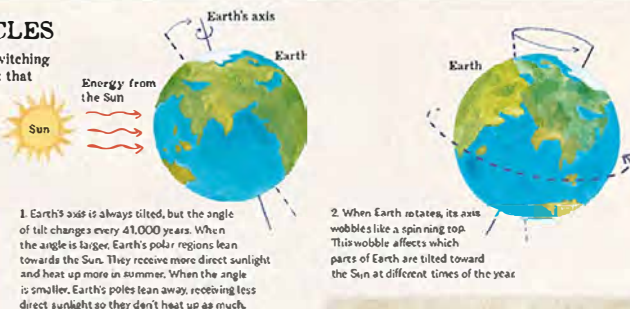 CLES
witching
that
Earth's axis
Earth
Energy from
the Sun
Sun
Earth
1. Earth's axis is always tilted, but the angle
of tilt changes every 41,000 years. When
the angle is larger, Earth's polar regions lean
towards the Sun. They receive more direct sunlight
and heat up more in summer. When the angle
is smaller, Earth's poles lean away, receiving less
direct sunlight so they don't heat up as much.
2. When Earth rotates, its axis
wobbles like a spinning top.
This wobble affects which
parts of Earth are tilted toward
the Sun at different times of the year.